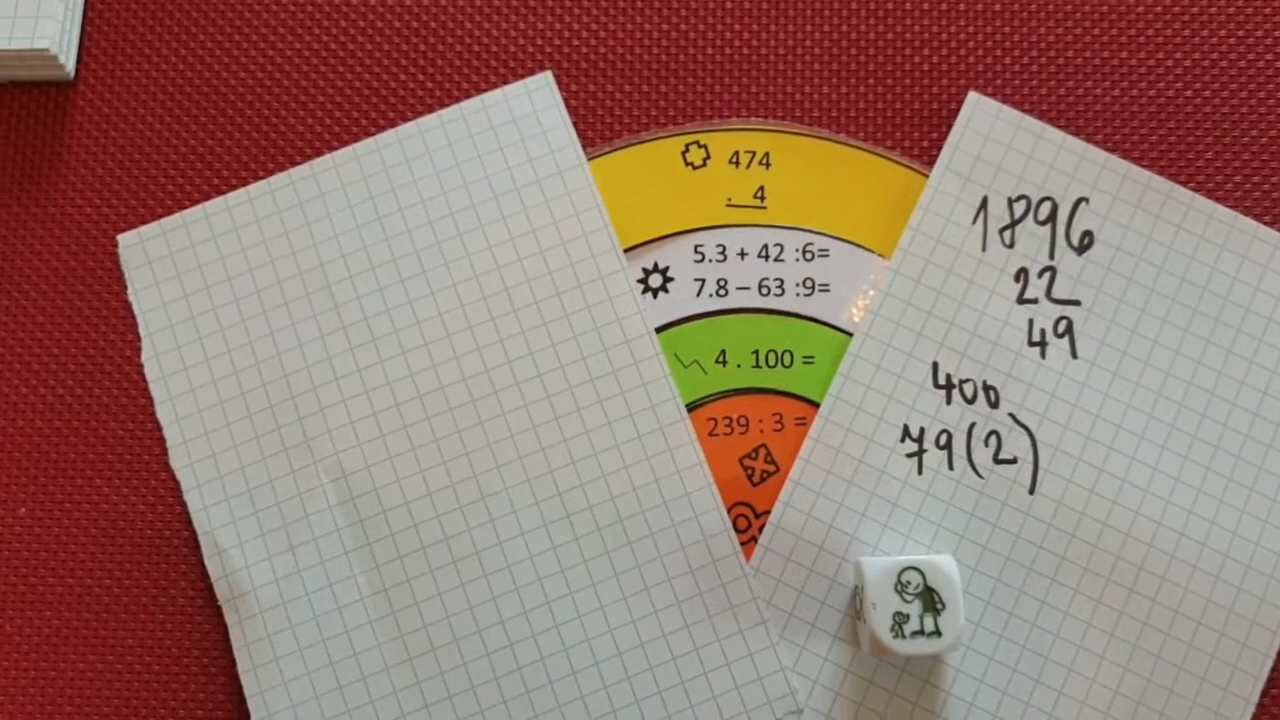 474
. 4
5.3 + 42 :6=
7.8 – 63 :9=
4 . 100 =
239 : 3 =
1896
22
49
400
79(2)